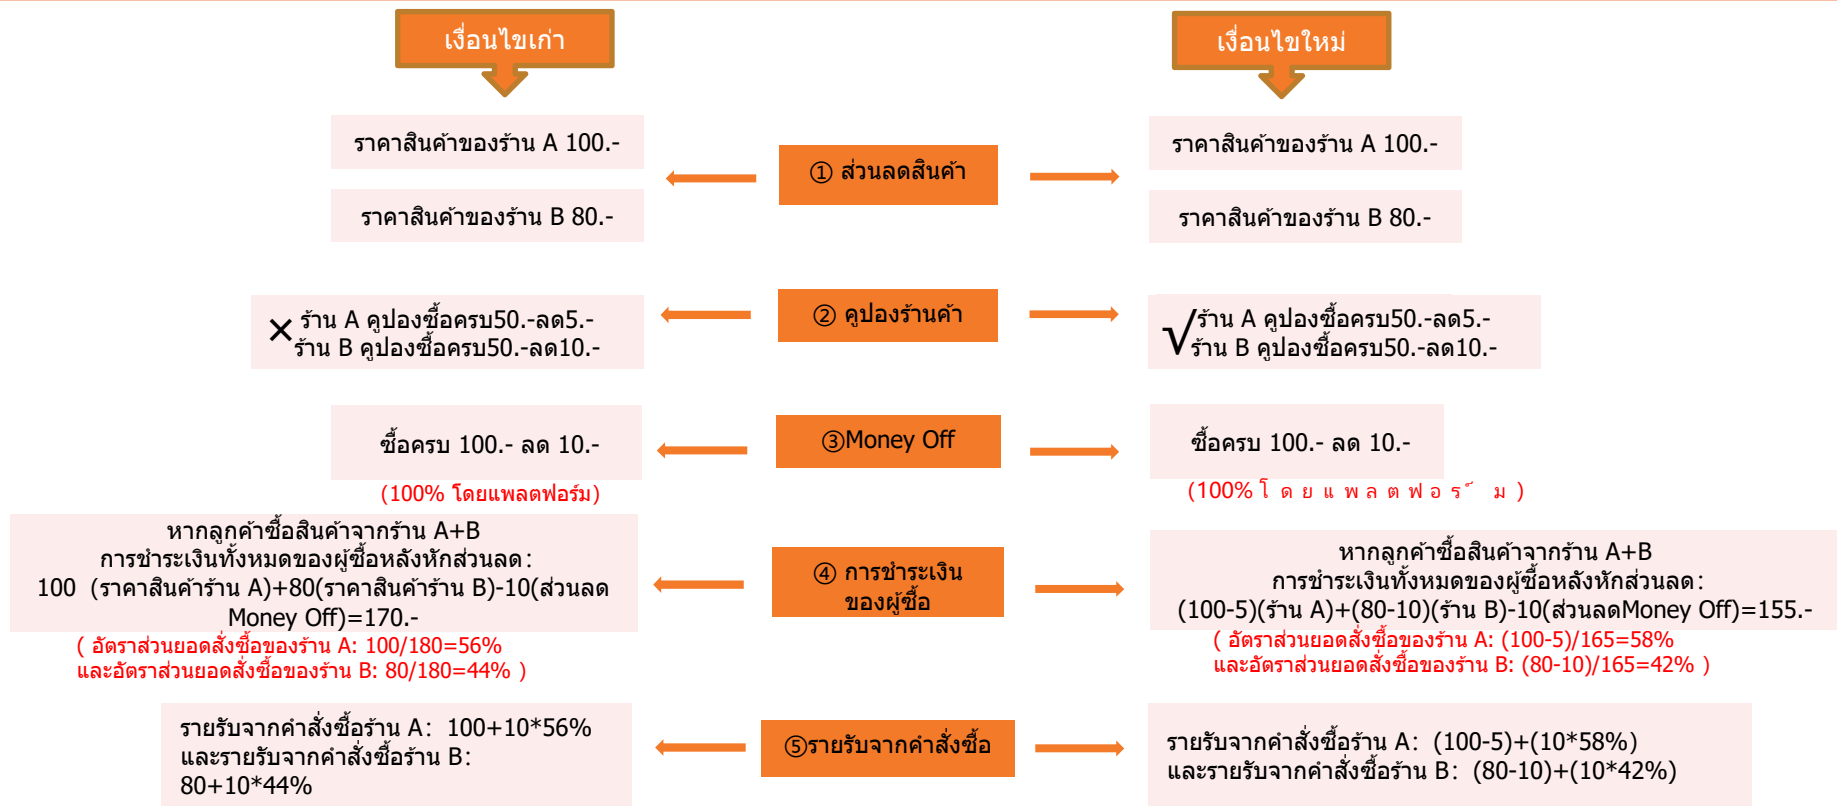 เงื่อนไขเก่า
เงื่อนไขใหม่
ราคาสินค้าของร้าน A 100.-
ราคาสินค้าของร้าน B 80.-
① ส่วนลดสินค้า
ราคาสินค้าของร้าน A 100.-
ราคาสินค้าของร้าน B 80.-
× ร้าน A คูปองซื้อครบ50.-ลด5.-
ร้าน B คูปองซื้อครบ50.-ลด10.-
② คูปองร้านค้า
√ ร้าน A คูปองซื้อครบ50.-ลด5.-
ร้าน B คูปองซื้อครบ50.-ลด10.-
ซื้อครบ 100.- ลด 10.-
(100% โดยแพลตฟอร์ม)
③Money Off
ซื้อครบ 100.- ลด 10.-
(100% โดยแพลตฟอร์ม)
หากลูกค้าซื้อสินค้าจากร้าน A+B
การชำระเงินทั้งหมดของผู้ซื้อหลังหักส่วนลด:
100 (ราคาสินค้าร้าน A)+80(ราคาสินค้าร้าน B)-10(ส่วนลด
Money Off)=170.-
( อัตราส่วนยอดสั่งซื้อของร้าน A: 100/180=56%
และอัตราส่วนยอดสั่งซื้อของร้าน B: 80/180=44% )
④ การชำระเงิน
ของผู้ซื้อ
หากลูกค้าซื้อสินค้าจากร้าน A+B
การชำระเงินทั้งหมดของผู้ซื้อหลังหักส่วนลด:
(100-5)(ร้าน A)+(80-10)(ร้าน B)-10(ส่วนลดMoney Off)=155.-
( อัตราส่วนยอดสั่งซื้อของร้าน A: (100-5)/165=58%
และอัตราส่วนยอดสั่งซื้อของร้าน B: (80-10)/165=42% )
รายรับจากคำสั่งซื้อร้าน A: 100+10*56%
และรายรับจากคำสั่งซื้อร้าน B:
80+10*44%
⑤รายรับจากคำสั่งซื้อ
รายรับจากคำสั่งซื้อร้าน A: (100-5)+(10*58%)
และรายรับจากคำสั่งซื้อร้าน B: (80-10)+(10*42%)